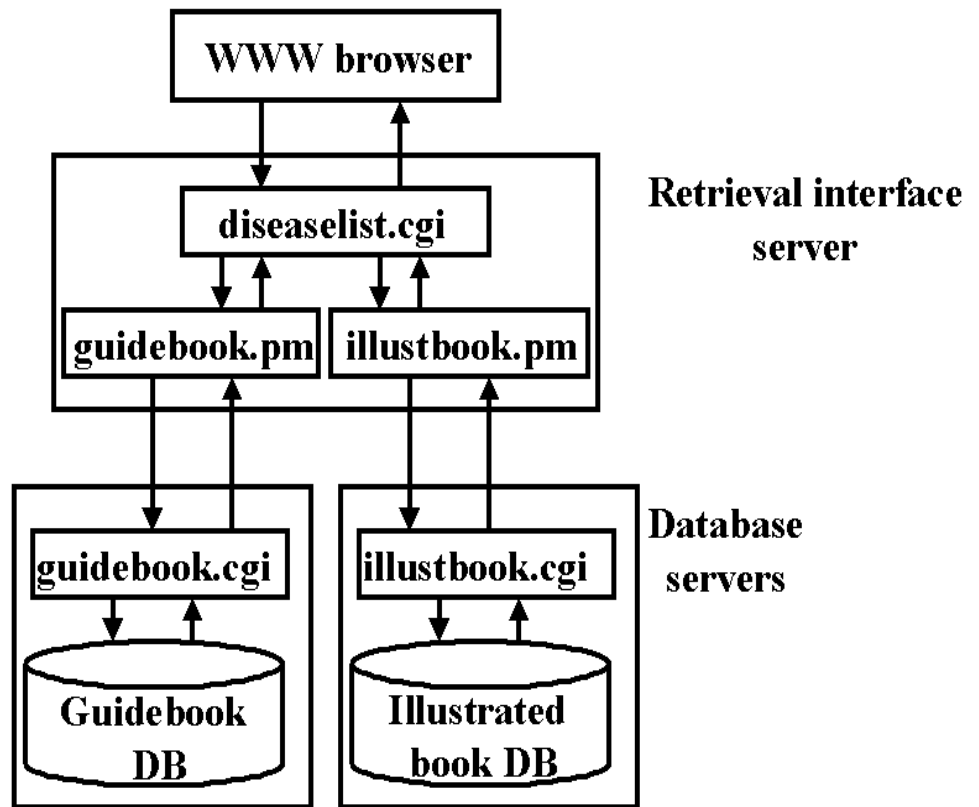 WWW browser
Retrieval interface
server
diseaselist.cgi
guidebook.pm
illustbook.pm
Database
servers
guidebook.cgi
illustbook.cgi
Guidebook
DB
Illustrated
book DB